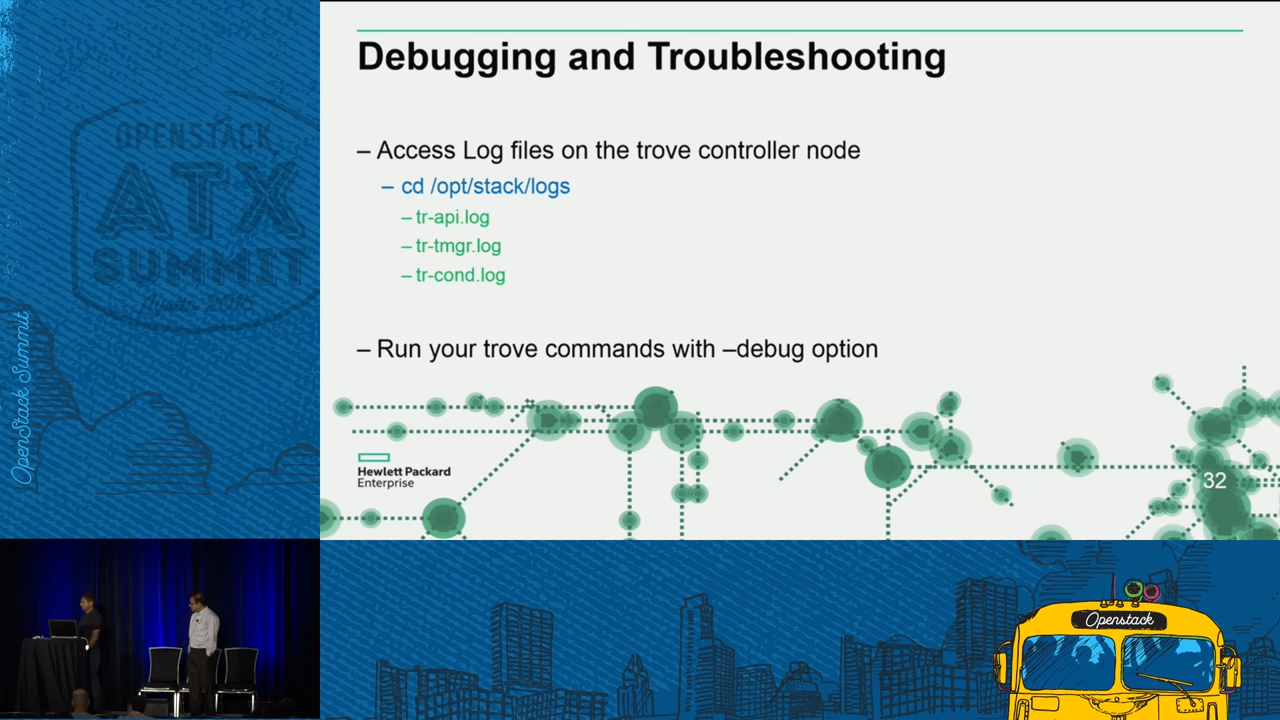 OPENSTACK
ATX
SUMMIT
Austin 2016
OpenStack Summit
Debugging and Troubleshooting
– Access Log files on the trove controller node
– cd /opt/stack/logs
– tr-api.log
– tr-tmgr.log
– tr-cond.log
– Run your trove commands with –debug option
Hewlett Packard
Enterprise
32
Openstack